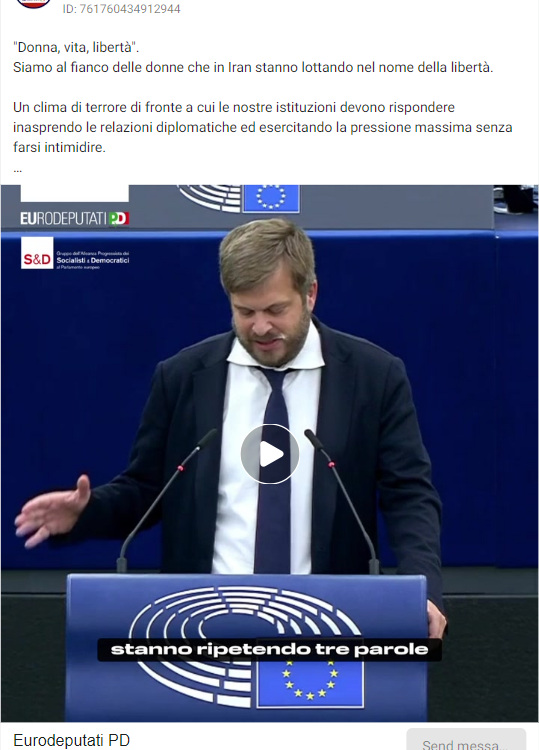 ID: 761760434912944
"Donna, vita, libertà".
Siamo al fianco delle donne che in Iran stanno lottando nel nome della libertà.
Un clima di terrore di fronte a cui le nostre istituzioni devono rispondere
inasprendo le relazioni diplomatiche ed esercitando la pressione massima senza
farsi intimidire.
...
EURODEPUTATI PD
S&D
Gruppo dell'Alleanza Progressista dei
Socialisti & Democratici
al Parlamento europeo
stanno ripetendo tre parole
Eurodeputati PD
Send messa...